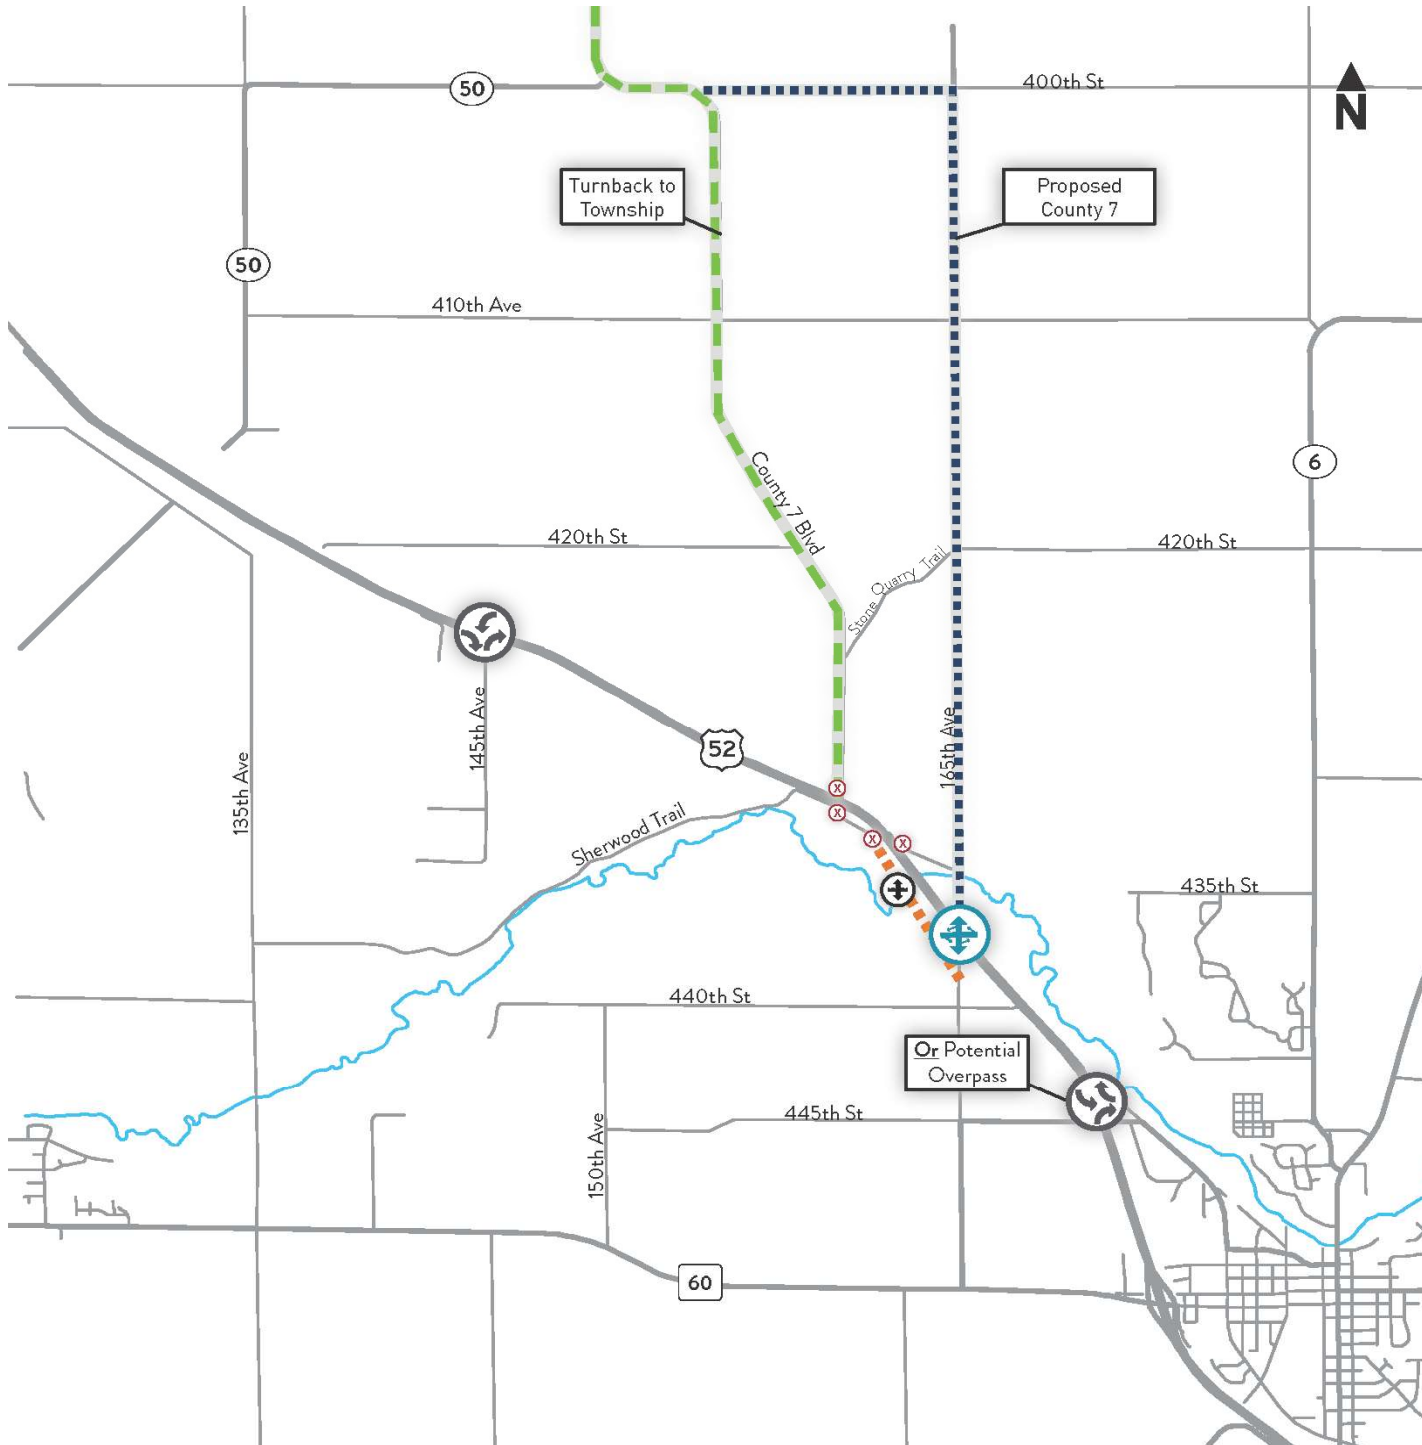 50
400th St
N
Turnback to
Township
Proposed
County 7
50
410th Ave
County 7 Blvd
6
420th St
420th St
Stone Quarry Trail
145th Ave
165th Ave
52
135th Ave
X
X
X
X
Sherwood Trail
435th St
440th St
Or Potential
Overpass
445th St
150th Ave
60